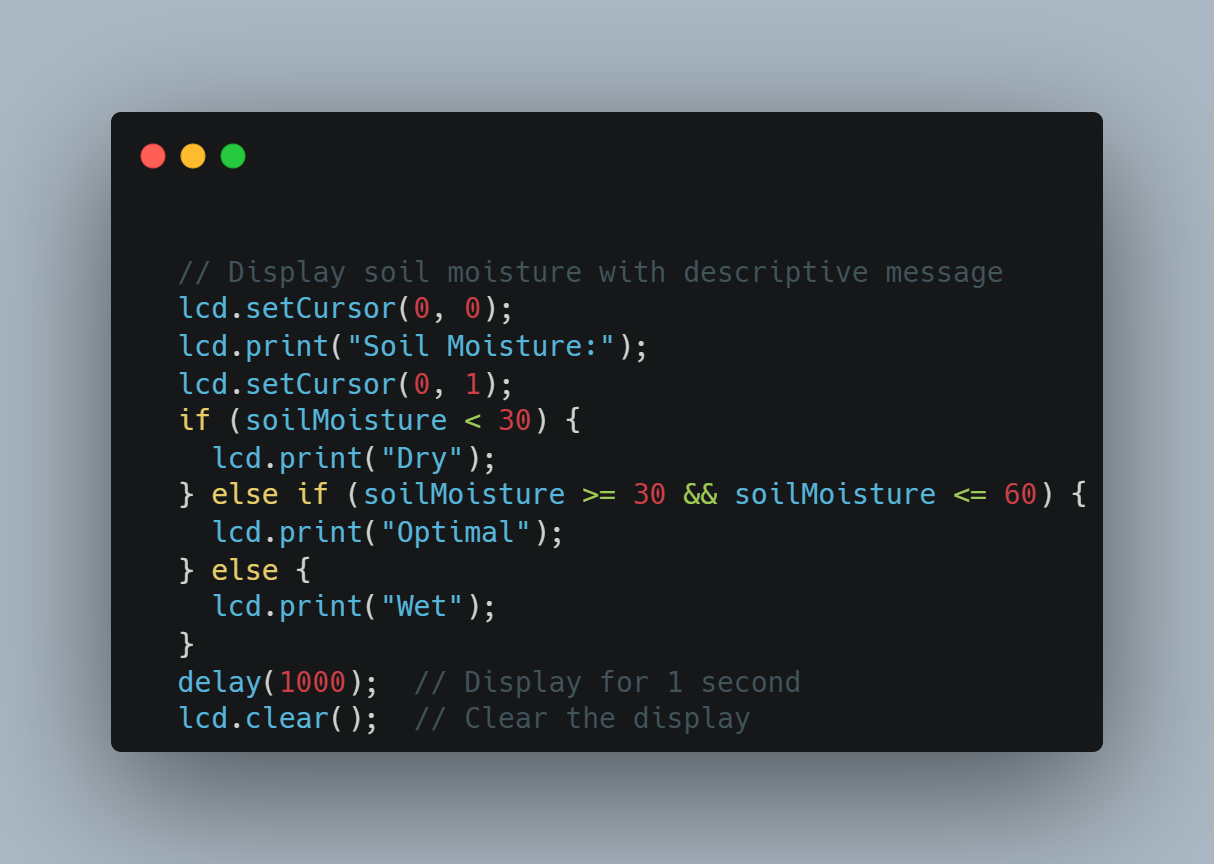 // Display soil moisture with descriptive message
lcd.setCursor(0, 0);
lcd.print("Soil Moisture:");
lcd.setCursor(0, 1);
if (soilMoisture < 30) {
  lcd.print("Dry");
} else if (soilMoisture >= 30 && soilMoisture <= 60) {
  lcd.print("Optimal");
} else {
  lcd.print("Wet");
}
delay(1000);  // Display for 1 second
lcd.clear();  // Clear the display